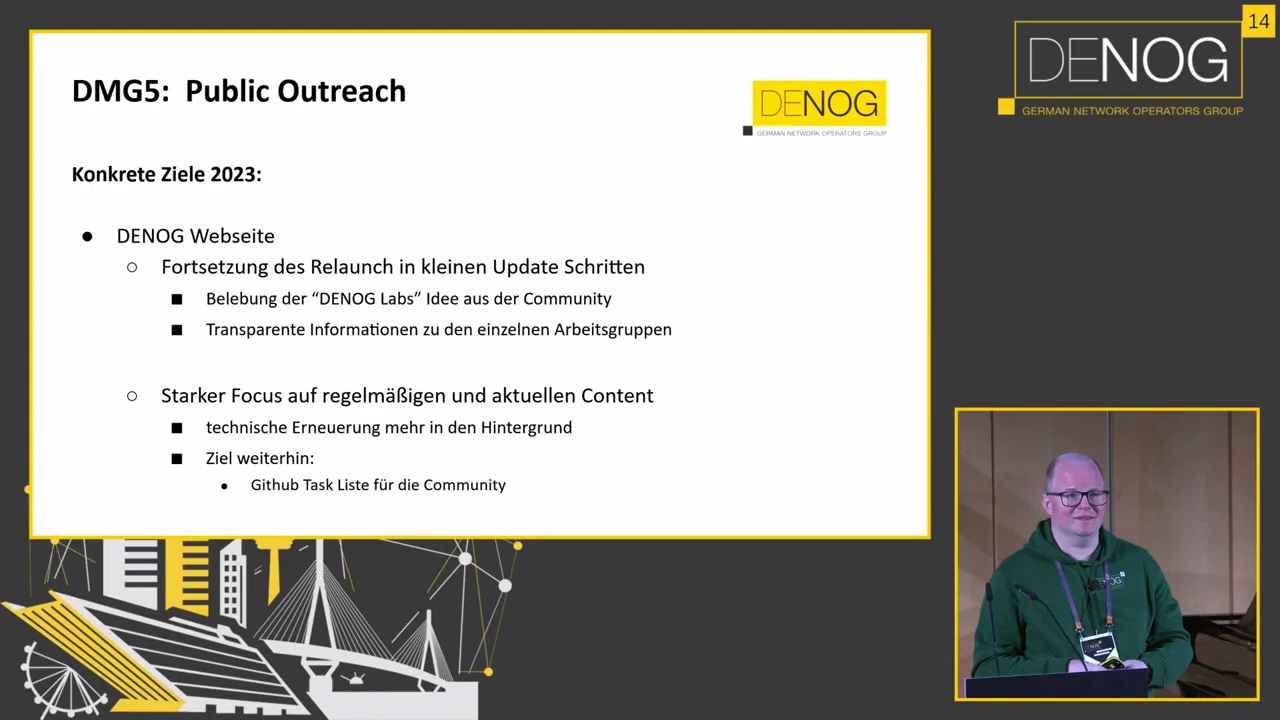 DMG5: Public Outreach
DENOG
GERMAN NETWORK OPERATORS GROUP
Konkrete Ziele 2023:
● DENOG Webseite
○ Fortsetzung des Relaunch in kleinen Update Schritten
■ Belebung der “DENOG Labs” Idee aus der Community
■ Transparente Informationen zu den einzelnen Arbeitsgruppen
○ Starker Focus auf regelmäßigen und aktuellen Content
■ technische Erneuerung mehr in den Hintergrund
■ Ziel weiterhin:
● Github Task Liste für die Community
14
DENOG
GERMAN NETWORK OPERATORS GROUP
DENOG